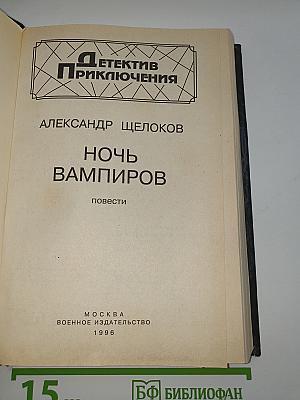 Детектив
Приключения
АЛЕКСАНДР ЩЕЛОКОВ
НОЧЬ
ВАМПИРОВ
повести
МОСКВА
ВОЕННОЕ ИЗДАТЕЛЬСТВО
1996
15
БФ БИБЛИОФАН